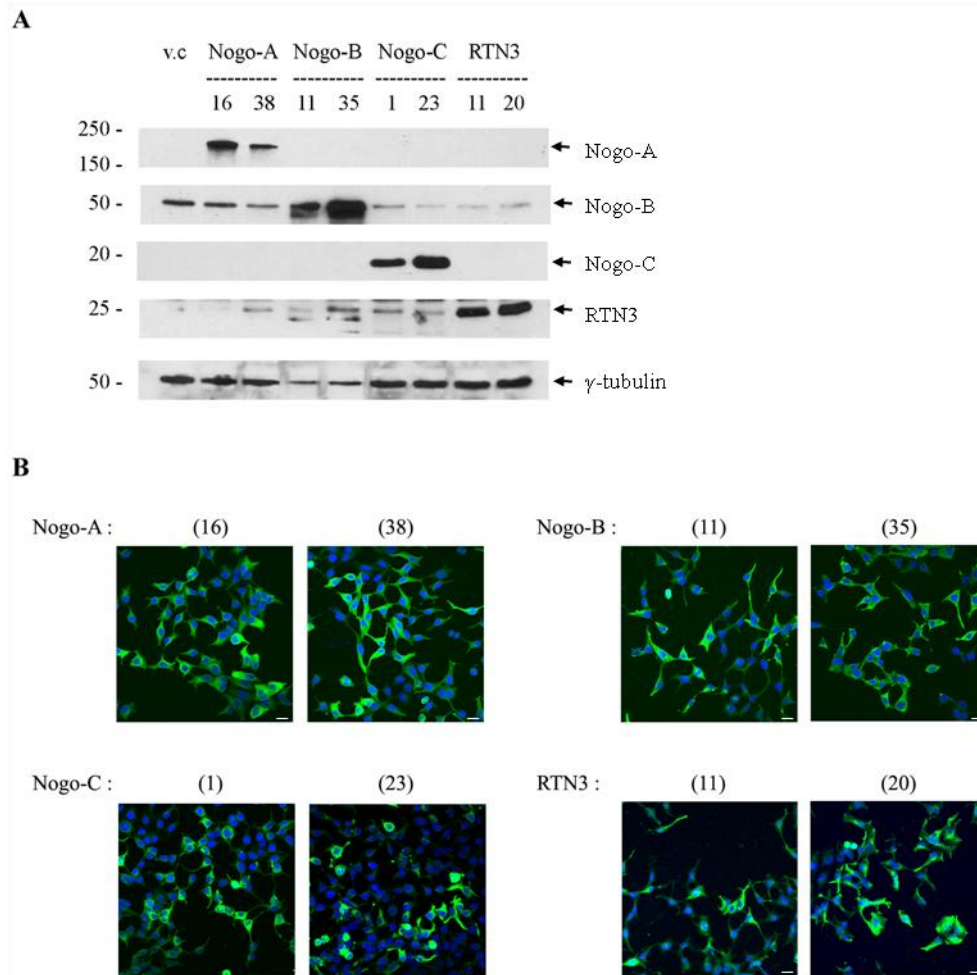 A
v.c Nogo-A Nogo-B Nogo-C RTN3
---------- ---------- ---------- ----------
16 38 11 35 1 23 11 20
250 -
150 -
Nogo-A
50 -
Nogo-B
20 -
Nogo-C
25 -
RTN3
50 -
γ-tubulin
B
Nogo-A : (16) (38) Nogo-B : (11) (35)
Nogo-C : (1) (23) RTN3 : (11) (20)